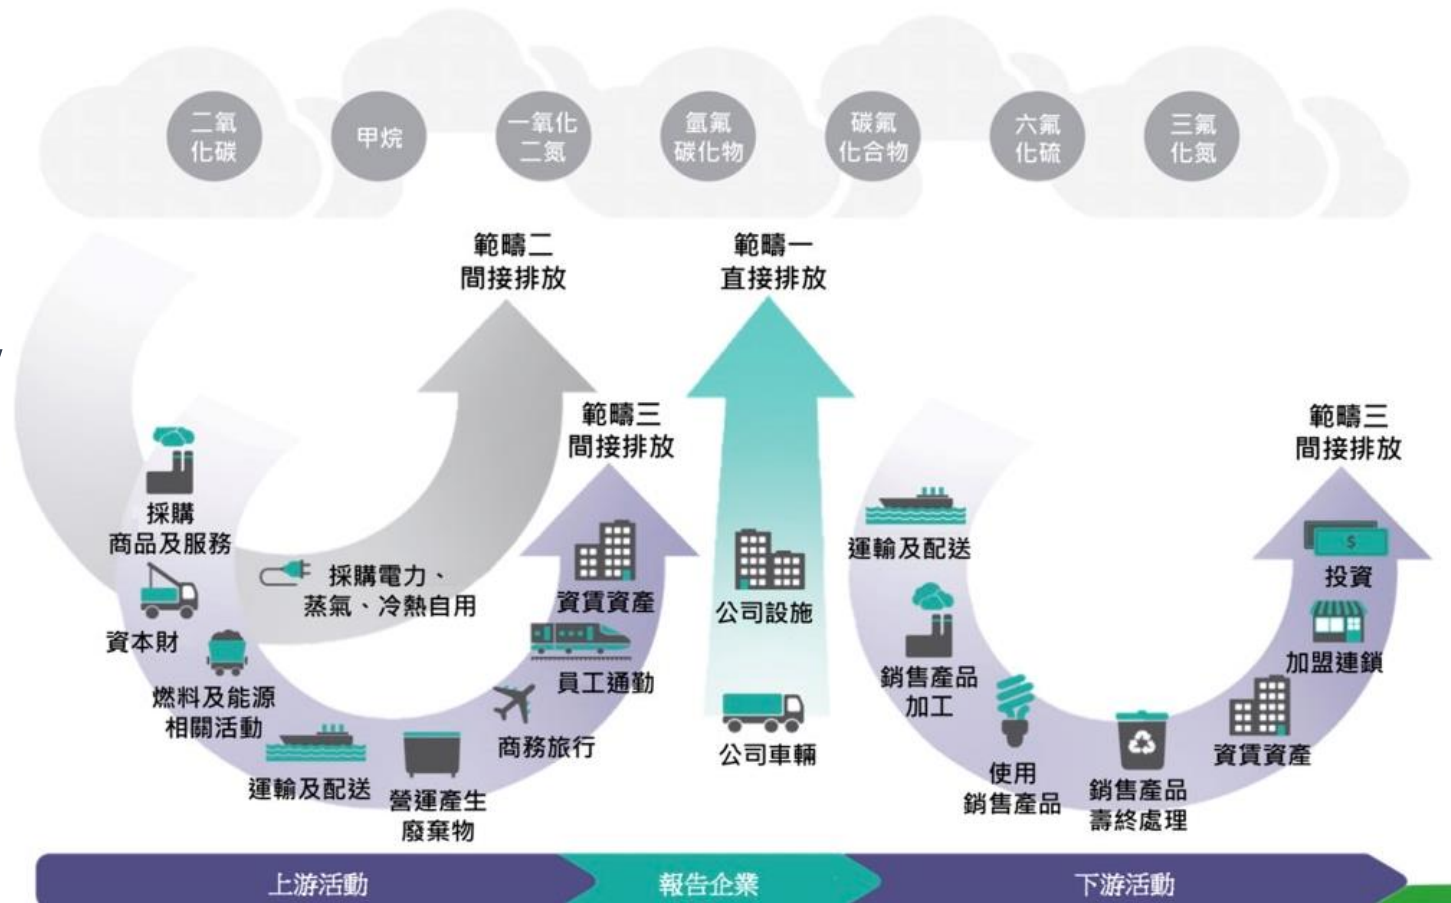 二氧
化碳
甲烷
一氧化
二氮
氫氟
碳化物
碳氟
化合物
六氟
化硫
三氟
化氮
範疇二
間接排放
範疇一
直接排放
範疇三
間接排放
範疇三
間接排放
採購
商品及服務
資本財
燃料及能源
相關活動
採購電力、
蒸氣、冷熱自用
運輸及配送
營運產生
廢棄物
商務旅行
員工通勤
資賃資產
公司設施
公司車輛
運輸及配送
銷售產品
加工
使用
銷售產品
銷售產品
壽終處理
資賃資產
加盟連鎖
$
投資
上游活動
報告企業
下游活動